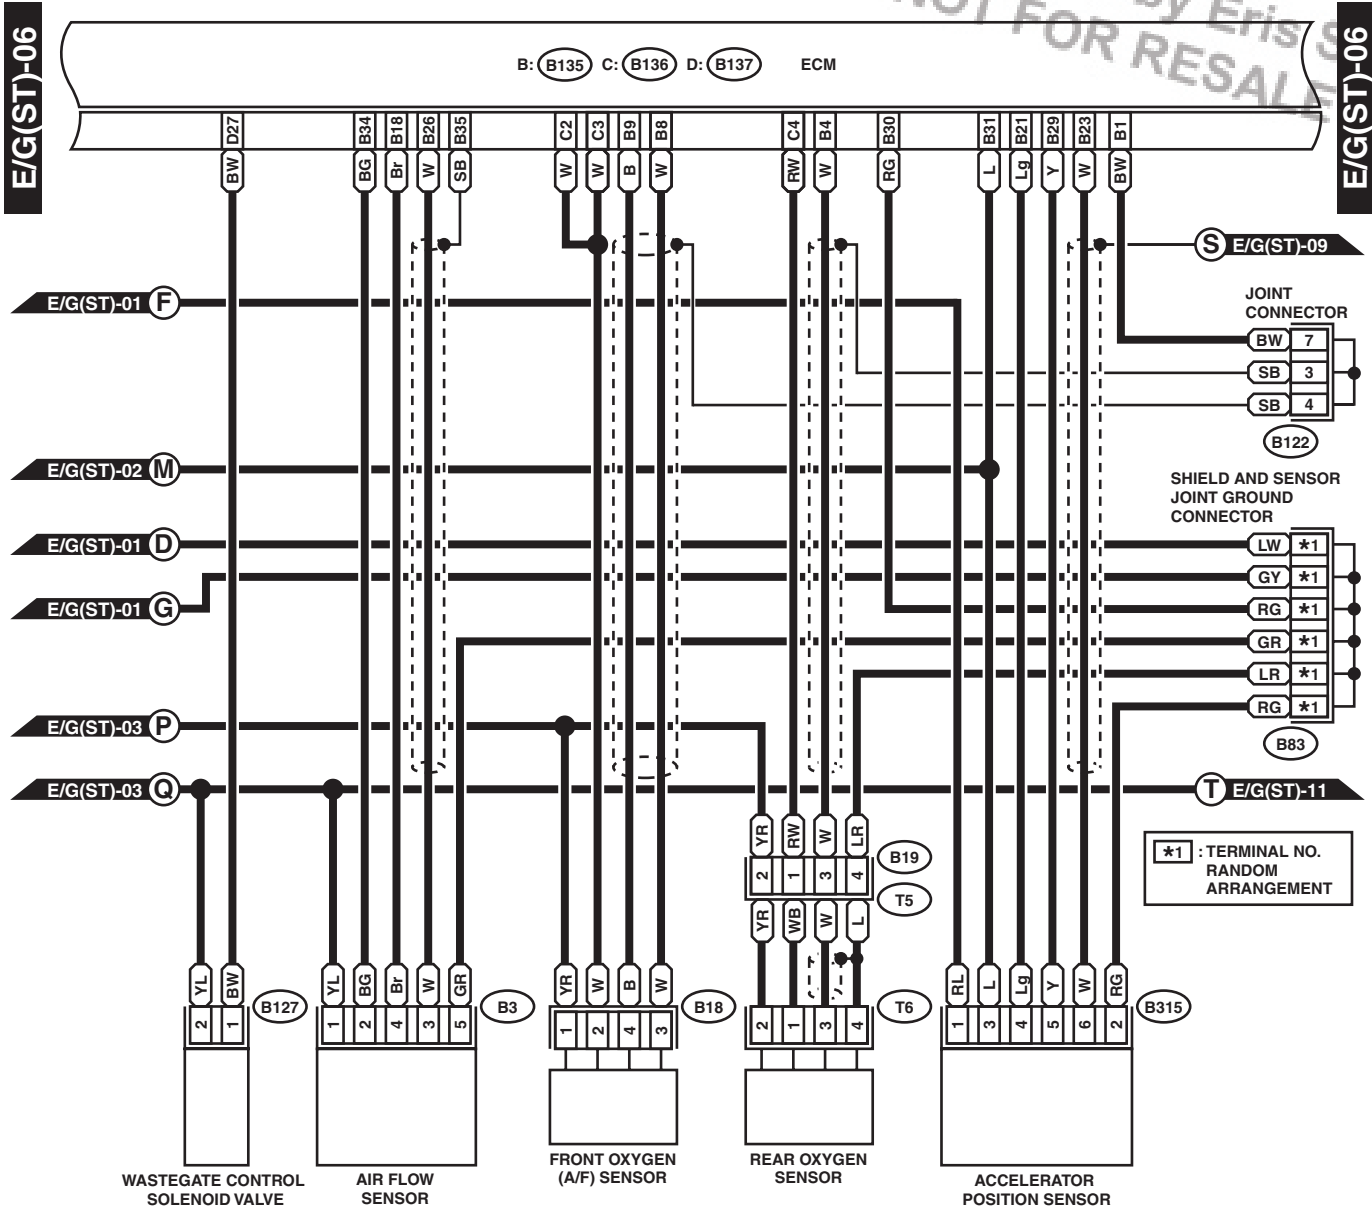 by Eris S
NOT FOR RESALE
E/G(ST)-06
E/G(ST)-06
B: B135 C: B136 D: B137 ECM
D27 B34 B18 B26 B35 C2 C3 B9 B8 C4 B4 B30 B31 B21 B29 B23 B1
BW BG Br W SB W W B W RW W RG L Lg Y W BW
S E/G(ST)-09
E/G(ST)-01 F
JOINT
CONNECTOR
BW 7
SB 3
SB 4
B122
E/G(ST)-02 M
SHIELD AND SENSOR
JOINT GROUND
CONNECTOR
E/G(ST)-01 D
LW *1
GY *1
E/G(ST)-01 G
RG *1
GR *1
LR *1
RG *1
E/G(ST)-03 P
B83
E/G(ST)-03 Q
T E/G(ST)-11
*1 : TERMINAL NO.
RANDOM
ARRANGEMENT
YR RW W LR
2 1 3 4
B19
T5
YR WB W L
YL BW
2 1
B127
YL BG Br W GR
1 2 4 3 5
B3
YR W B W
1 2 4 3
B18
2 1 3 4
T6
RL L Lg Y W RG
1 3 4 5 6 2
B315
WASTEGATE CONTROL
SOLENOID VALVE
AIR FLOW
SENSOR
FRONT OXYGEN
(A/F) SENSOR
REAR OXYGEN
SENSOR
ACCELERATOR
POSITION SENSOR